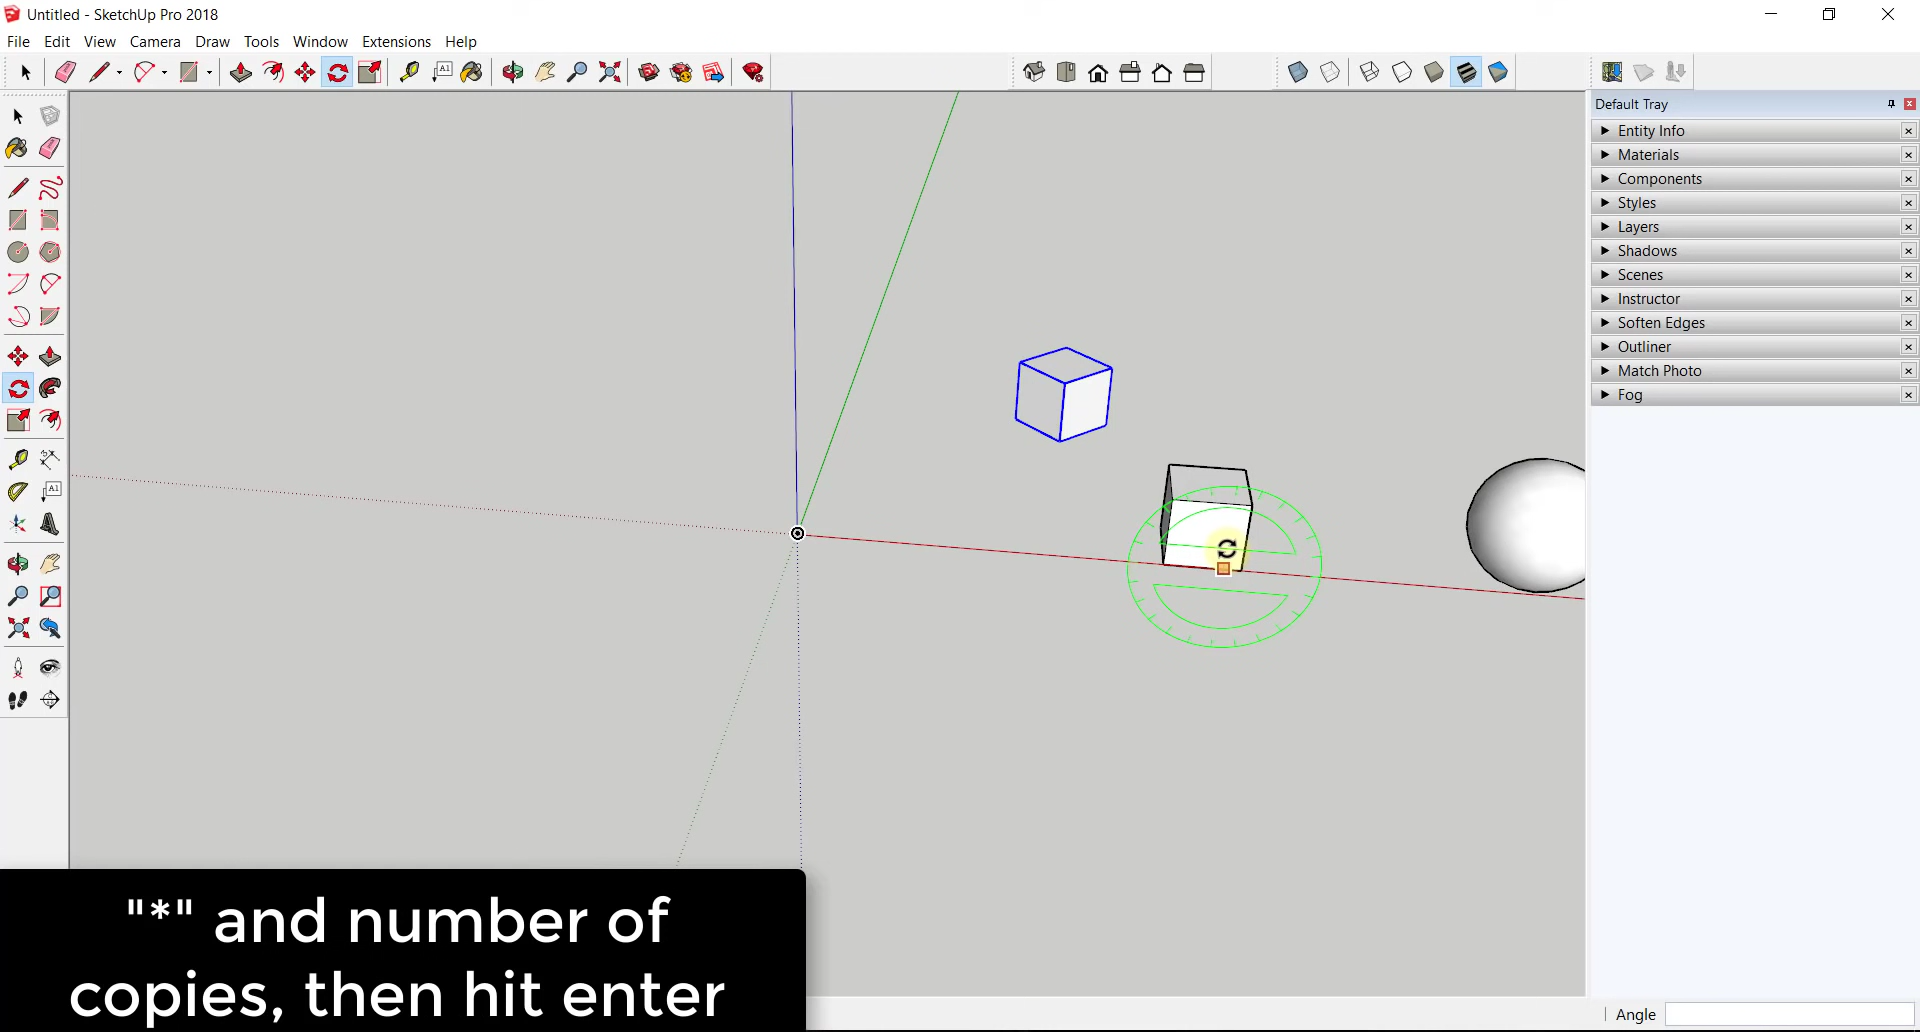 Untitled - SketchUp Pro 2018
File Edit View Camera Draw Tools Window Extensions Help
A1
Default Tray
Entity Info
Materials
Components
Styles
Layers
Shadows
Scenes
Instructor
Soften Edges
Outliner
Match Photo
Fog
A1
"*" and number of
copies, then hit enter
Angle